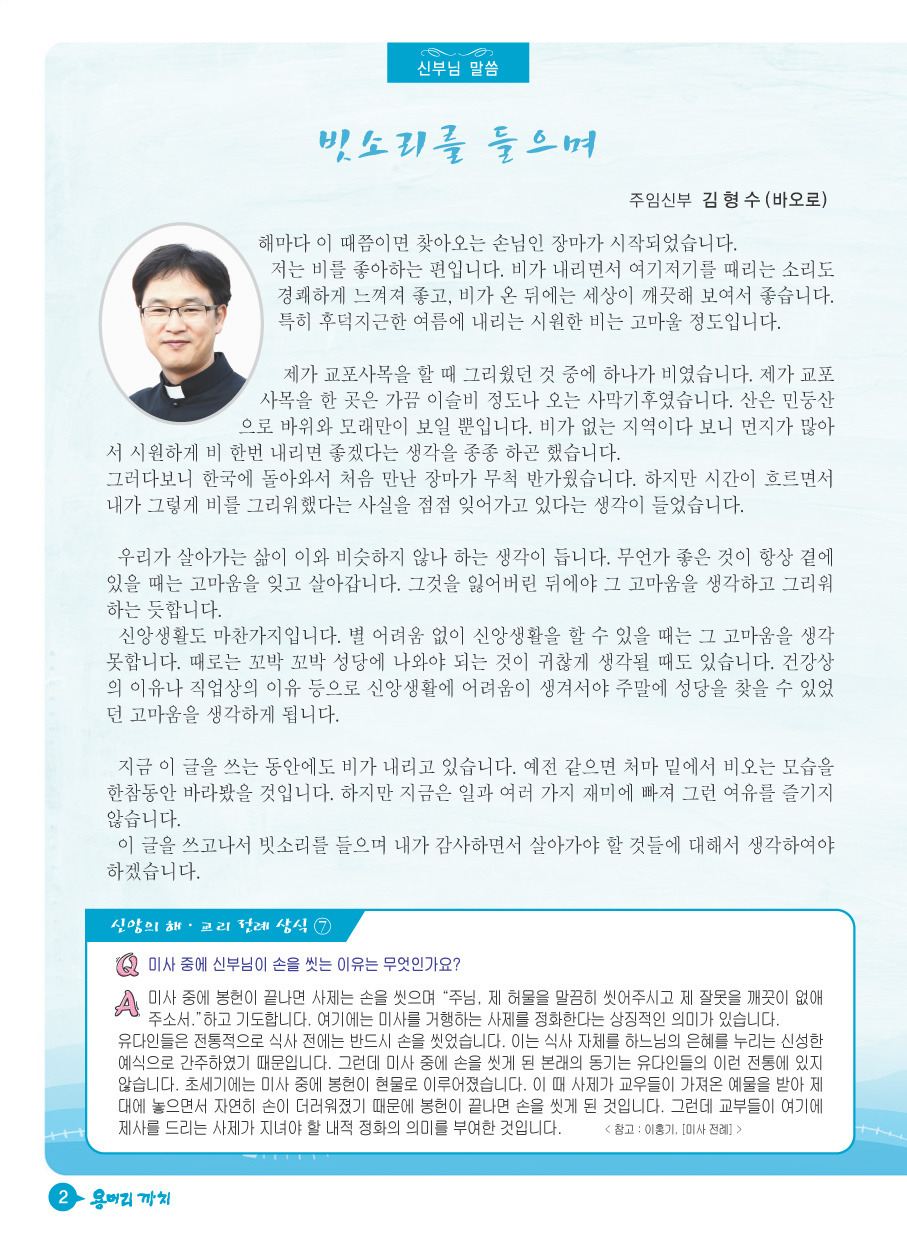 신부님 말씀
빗소리를 들으며
주임신부 김 형 수 (바오로)
해마다 이 때쯤이면 찾아오는 손님인 장마가 시작되었습니다.
저는 비를 좋아하는 편입니다. 비가 내리면서 여기저기를 때리는 소리도
경쾌하게 느껴져 좋고, 비가 온 뒤에는 세상이 깨끗해 보여서 좋습니다.
특히 후덕지근한 여름에 내리는 시원한 비는 고마울 정도입니다.
제가 교포사목을 할 때 그리웠던 것 중에 하나가 비였습니다. 제가 교포
사목을 한 곳은 가끔 이슬비 정도나 오는 사막기후였습니다. 산은 민둥산
으로 바위와 모래만이 보일 뿐입니다. 비가 없는 지역이다 보니 먼지가 많아
서 시원하게 비 한번 내리면 좋겠다는 생각을 종종 하곤 했습니다.
그러다보니 한국에 돌아와서 처음 만난 장마가 무척 반가웠습니다. 하지만 시간이 흐르면서
내가 그렇게 비를 그리워했다는 사실을 점점 잊어가고 있다는 생각이 들었습니다.
우리가 살아가는 삶이 이와 비슷하지 않나 하는 생각이 듭니다. 무언가 좋은 것이 항상 곁에
있을 때는 고마움을 잊고 살아갑니다. 그것을 잃어버린 뒤에야 그 고마움을 생각하고 그리워
하는 듯합니다.
신앙생활도 마찬가지입니다. 별 어려움 없이 신앙생활을 할 수 있을 때는 그 고마움을 생각
못합니다. 때로는 꼬박 꼬박 성당에 나와야 되는 것이 귀찮게 생각될 때도 있습니다. 건강상
의 이유나 직업상의 이유 등으로 신앙생활에 어려움이 생겨서야 주말에 성당을 찾을 수 있었
던 고마움을 생각하게 됩니다.
지금 이 글을 쓰는 동안에도 비가 내리고 있습니다. 예전 같으면 처마 밑에서 비오는 모습을
한참동안 바라봤을 것입니다. 하지만 지금은 일과 여러 가지 재미에 빠져 그런 여유를 즐기지
않습니다.
이 글을 쓰고나서 빗소리를 들으며 내가 감사하면서 살아가야 할 것들에 대해서 생각하여야
하겠습니다.
신앙의 해 · 교리 전례 상식 ⑦
Q 미사 중에 신부님이 손을 씻는 이유는 무엇인가요?
A 미사 중에 봉헌이 끝나면 사제는 손을 씻으며 “주님, 제 허물을 말끔히 씻어주시고 제 잘못을 깨끗이 없애
주소서.”하고 기도합니다. 여기에는 미사를 거행하는 사제를 정화한다는 상징적인 의미가 있습니다.
유다인들은 전통적으로 식사 전에는 반드시 손을 씻었습니다. 이는 식사 자체를 하느님의 은혜를 누리는 신성한
예식으로 간주하였기 때문입니다. 그런데 미사 중에 손을 씻게 된 본래의 동기는 유다인들의 이런 전통에 있지
않습니다. 초세기에는 미사 중에 봉헌이 현물로 이루어졌습니다. 이 때 사제가 교우들이 가져온 예물을 받아 제
대에 놓으면서 자연히 손이 더러워졌기 때문에 봉헌이 끝나면 손을 씻게 된 것입니다. 그런데 교부들이 여기에
제사를 드리는 사제가 지녀야 할 내적 정화의 의미를 부여한 것입니다. < 참고 : 이홍기, [미사 전례] >
2 용머리 까치